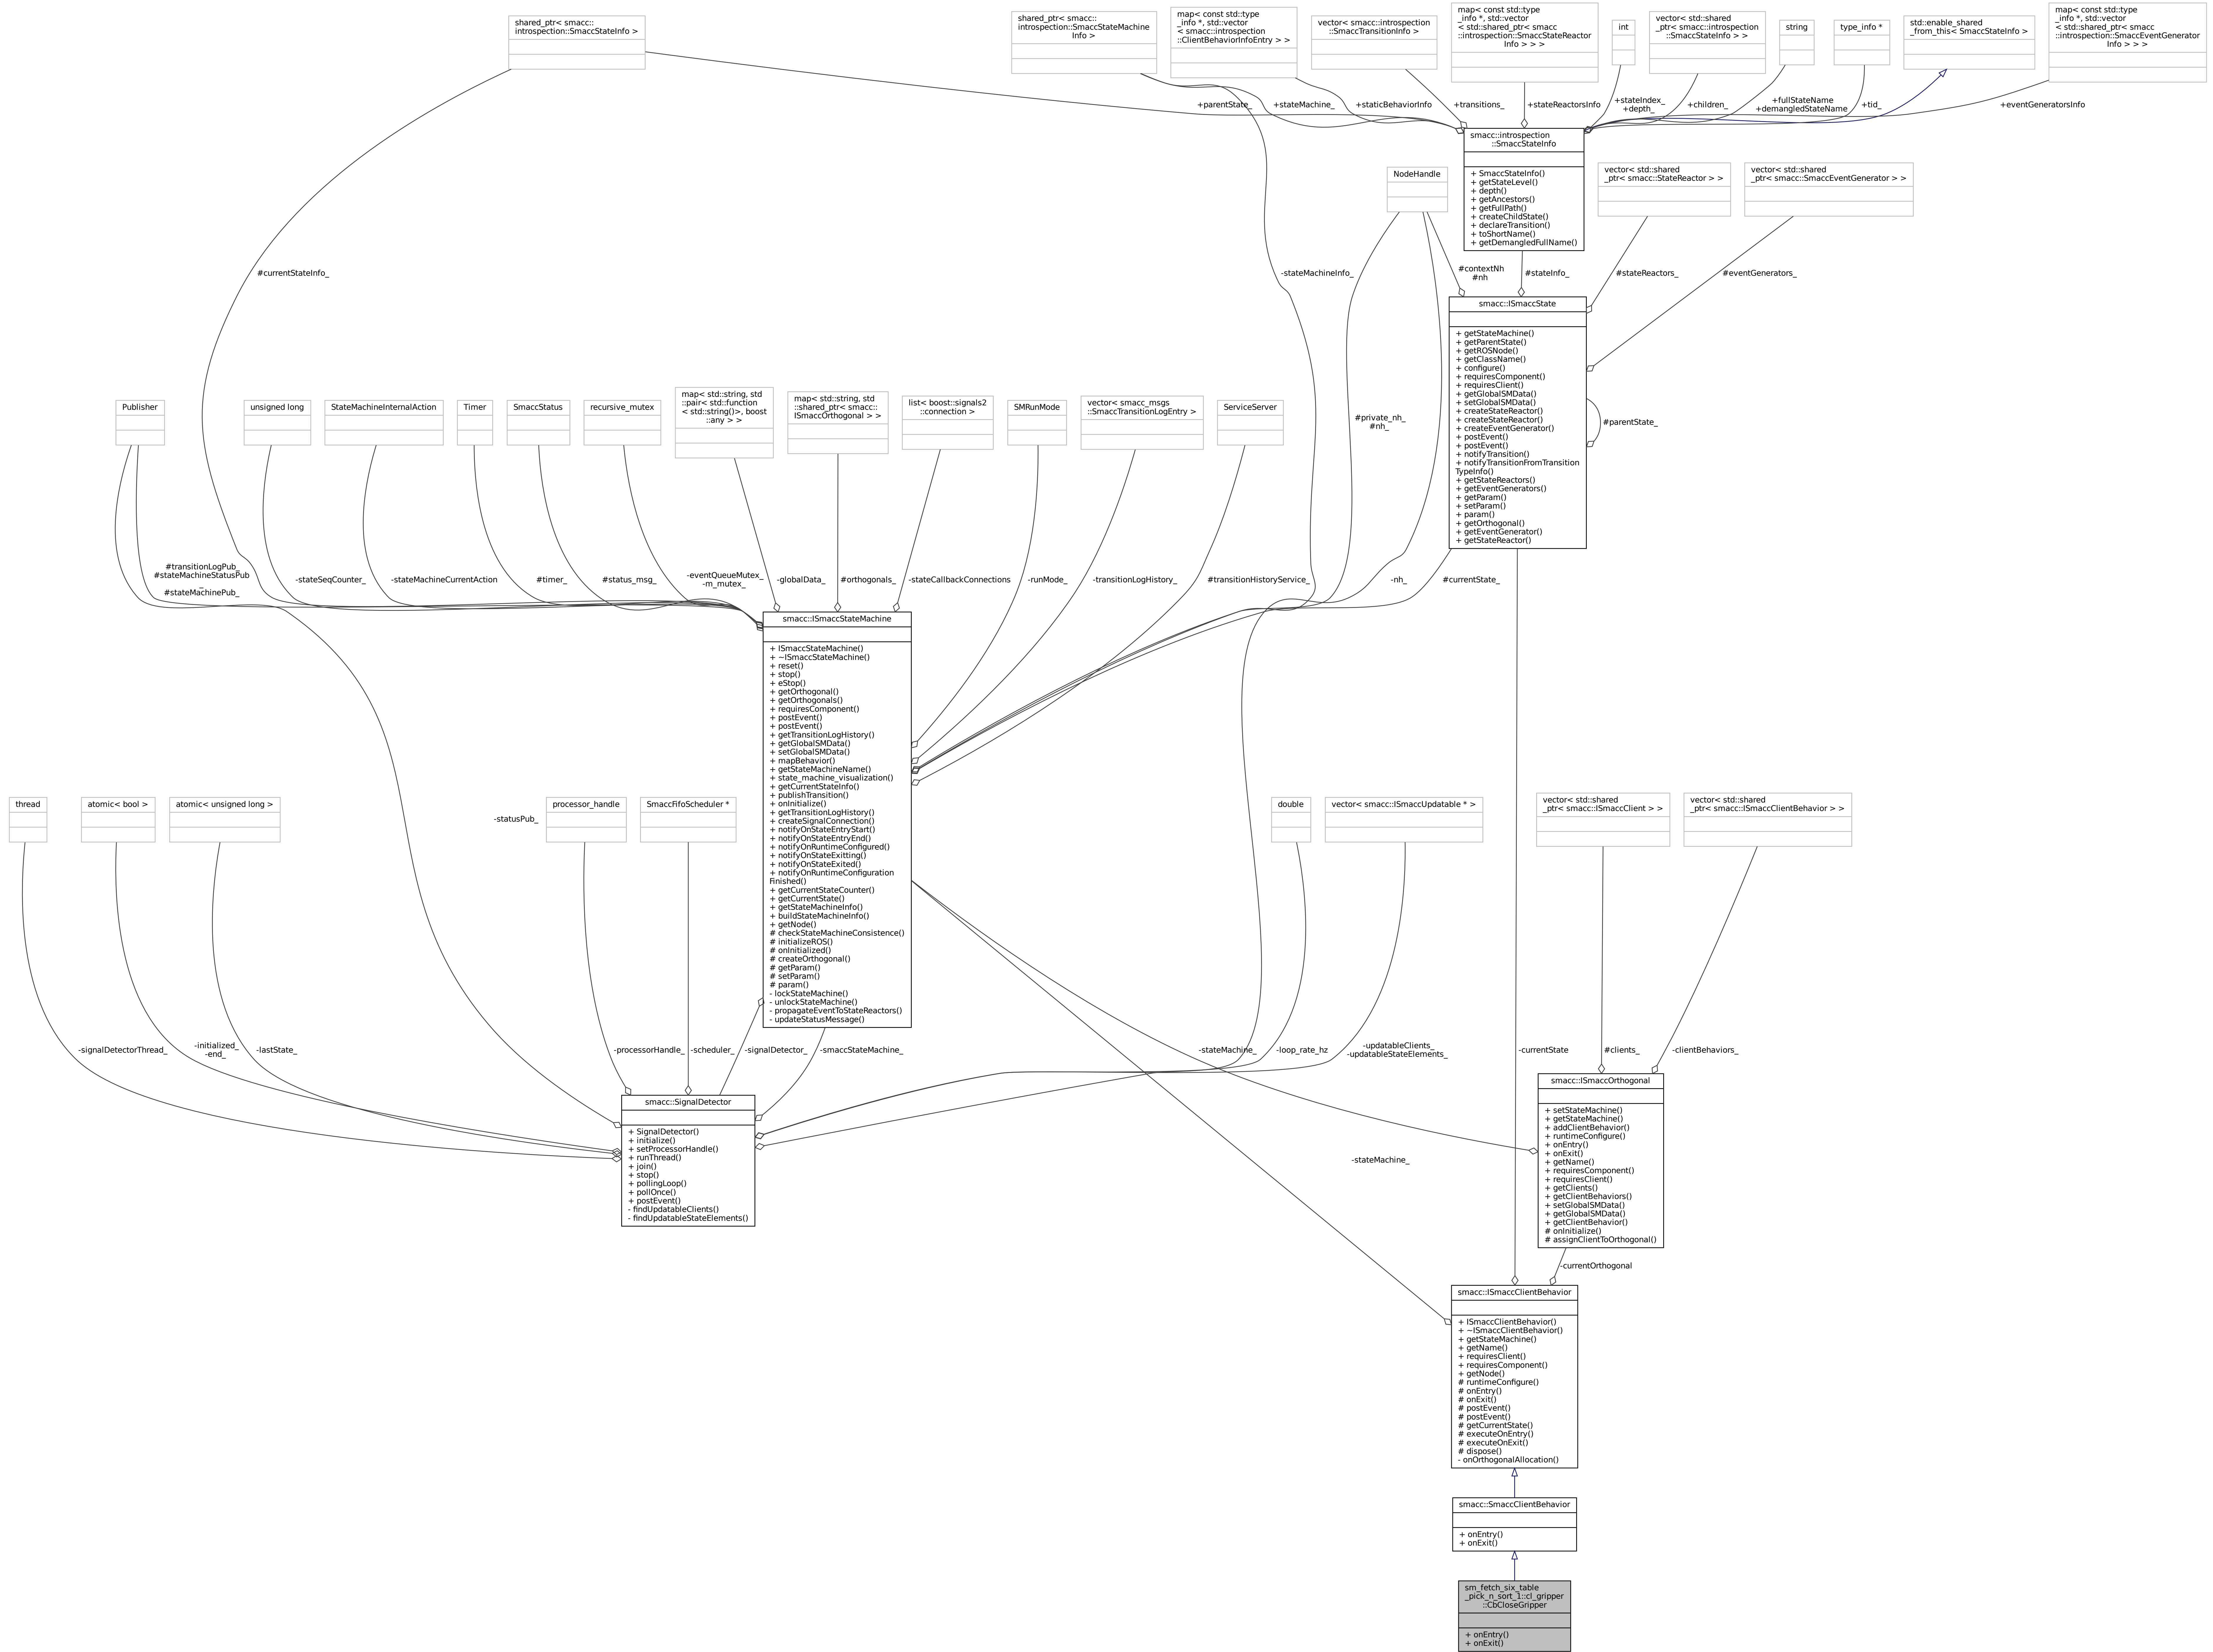 shared_ptr< smacc::
introspection::SmaccStateInfo >
shared_ptr< smacc::
introspection::SmaccStateMachine
Info >
map< const std::type
_info *, std::vector
< smacc::introspection
::ClientBehaviorInfoEntry > >
vector< smacc::introspection
::SmaccTransitionInfo >
map< const std::type
_info *, std::vector
< std::shared_ptr< smacc
::introspection::SmaccStateReactor
Info > > >
int
vector< std::shared
_ptr< smacc::introspection
::SmaccStateInfo > >
string
type_info *
std::enable_shared
_from_this< SmaccStateInfo >
map< const std::type
_info *, std::vector
< std::shared_ptr< smacc
::introspection::SmaccEventGenerator
Info > > >
+parentState_
+stateMachine_
+staticBehaviorInfo
+transitions_
+stateReactorsInfo
+stateIndex_
+depth_
+children_
+fullStateName
+demangledStateName
+tid_
+eventGeneratorsInfo
smacc::introspection
::SmaccStateInfo
+ SmaccStateInfo()
+ getStateLevel()
+ depth()
+ getAncestors()
+ getFullPath()
+ createChildState()
+ declareTransition()
+ toShortName()
+ getDemangledFullName()
NodeHandle
vector< std::shared
_ptr< smacc::StateReactor > >
vector< std::shared
_ptr< smacc::SmaccEventGenerator > >
#currentStateInfo_
-stateMachineInfo_
#contextNh
#nh
#stateInfo_
#stateReactors_
#eventGenerators_
smacc::ISmaccState
+ getStateMachine()
+ getParentState()
+ getROSNode()
+ getClassName()
+ configure()
+ requiresComponent()
+ requiresClient()
+ getGlobalSMData()
+ setGlobalSMData()
+ createStateReactor()
+ createStateReactor()
+ createEventGenerator()
+ postEvent()
+ postEvent()
+ notifyTransition()
+ notifyTransitionFromTransition
TypeInfo()
+ getStateReactors()
+ getEventGenerators()
+ getParam()
+ setParam()
+ param()
+ getOrthogonal()
+ getEventGenerator()
+ getStateReactor()
#parentState_
#private_nh_
#nh_
Publisher
unsigned long
StateMachineInternalAction
Timer
SmaccStatus
recursive_mutex
map< std::string, std
::pair< std::function
< std::string()>, boost
::any > >
map< std::string, std
::shared_ptr< smacc::
ISmaccOrthogonal > >
list< boost::signals2
::connection >
SMRunMode
vector< smacc_msgs
::SmaccTransitionLogEntry >
ServiceServer
#transitionLogPub_
#stateMachineStatusPub
_
#stateMachinePub_
-stateSeqCounter_
-stateMachineCurrentAction
#timer_
#status_msg_
-eventQueueMutex_
-m_mutex_
-globalData_
#orthogonals_
-stateCallbackConnections
-runMode_
-transitionLogHistory_
#transitionHistoryService_
-nh_
#currentState_
smacc::ISmaccStateMachine
+ ISmaccStateMachine()
+ ~ISmaccStateMachine()
+ reset()
+ stop()
+ eStop()
+ getOrthogonal()
+ getOrthogonals()
+ requiresComponent()
+ postEvent()
+ postEvent()
+ getTransitionLogHistory()
+ getGlobalSMData()
+ setGlobalSMData()
+ mapBehavior()
+ getStateMachineName()
+ state_machine_visualization()
+ getCurrentStateInfo()
+ publishTransition()
+ onInitialize()
+ getTransitionLogHistory()
+ createSignalConnection()
+ notifyOnStateEntryStart()
+ notifyOnStateEntryEnd()
+ notifyOnRuntimeConfigured()
+ notifyOnStateExitting()
+ notifyOnStateExited()
+ notifyOnRuntimeConfiguration
Finished()
+ getCurrentStateCounter()
+ getCurrentState()
+ getStateMachineInfo()
+ buildStateMachineInfo()
+ getNode()
# checkStateMachineConsistence()
# initializeROS()
# onInitialized()
# createOrthogonal()
# getParam()
# setParam()
# param()
- lockStateMachine()
- unlockStateMachine()
- propagateEventToStateReactors()
- updateStatusMessage()
thread
atomic< bool >
atomic< unsigned long >
-statusPub_
processor_handle
SmaccFifoScheduler *
double
vector< smacc::ISmaccUpdatable * >
vector< std::shared
_ptr< smacc::ISmaccClient > >
vector< std::shared
_ptr< smacc::ISmaccClientBehavior > >
-signalDetectorThread_
-initialized_
-end_
-lastState_
-processorHandle_
-scheduler_
-signalDetector_
-smaccStateMachine_
-stateMachine_
-loop_rate_hz
-updatableClients_
-updatableStateElements_
-currentState
#clients_
-clientBehaviors_
smacc::SignalDetector
+ SignalDetector()
+ initialize()
+ setProcessorHandle()
+ runThread()
+ join()
+ stop()
+ pollingLoop()
+ pollOnce()
+ postEvent()
- findUpdatableClients()
- findUpdatableStateElements()
smacc::ISmaccOrthogonal
+ setStateMachine()
+ getStateMachine()
+ addClientBehavior()
+ runtimeConfigure()
+ onEntry()
+ onExit()
+ getName()
+ requiresComponent()
+ requiresClient()
+ getClients()
+ getClientBehaviors()
+ setGlobalSMData()
+ getGlobalSMData()
+ getClientBehavior()
# onInitialize()
# assignClientToOrthogonal()
-stateMachine_
-currentOrthogonal
smacc::ISmaccClientBehavior
+ ISmaccClientBehavior()
+ ~ISmaccClientBehavior()
+ getStateMachine()
+ getName()
+ requiresClient()
+ requiresComponent()
+ getNode()
# runtimeConfigure()
# onEntry()
# onExit()
# postEvent()
# postEvent()
# getCurrentState()
# executeOnEntry()
# executeOnExit()
# dispose()
- onOrthogonalAllocation()
smacc::SmaccClientBehavior
+ onEntry()
+ onExit()
sm_fetch_six_table
_pick_n_sort_1::cl_gripper
::CbCloseGripper
+ onEntry()
+ onExit()